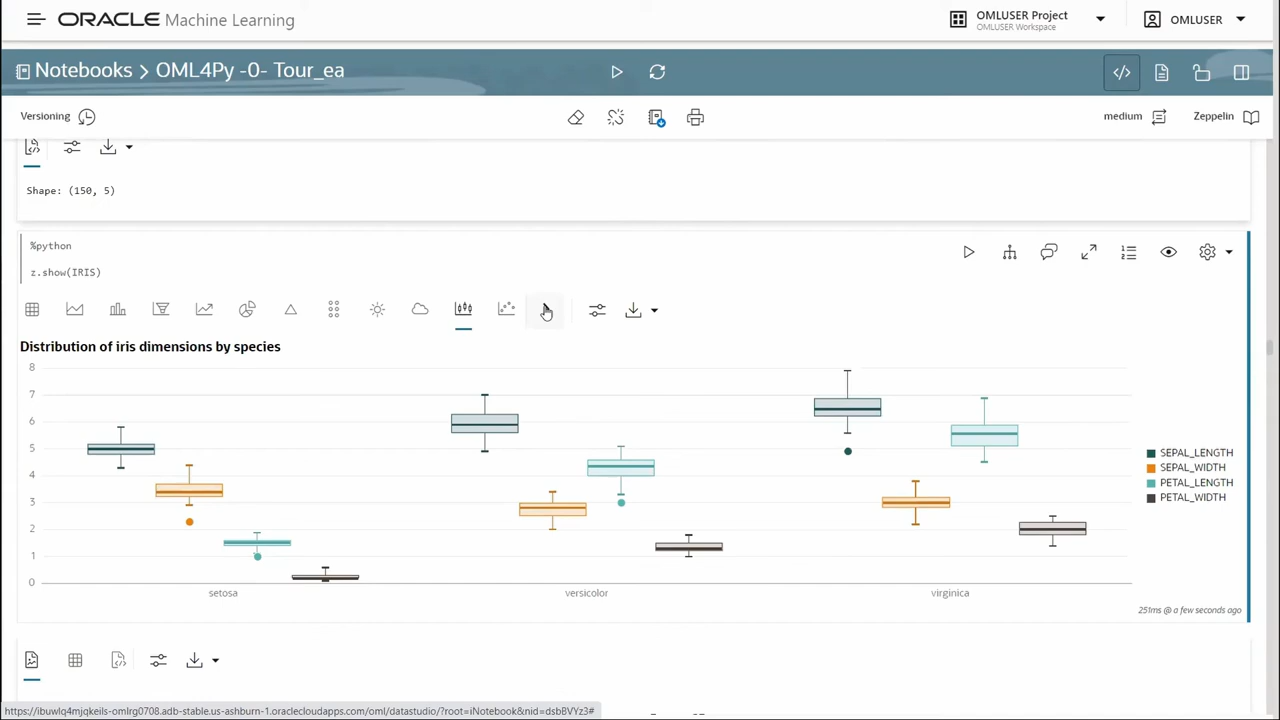 ORACLE Machine Learning
OMLUSER Project
OMLUSER Workspace
OMLUSER
Notebooks > OML4Py -0- Tour_ea
Versioning
medium
Zeppelin
Shape: (150, 5)
%python
z.show(IRIS)
Distribution of iris dimensions by species
8
7
6
5
4
3
2
1
0
setosa
versicolor
virginica
SEPAL_LENGTH
SEPAL_WIDTH
PETAL_LENGTH
PETAL_WIDTH
251ms @ a few seconds ago
https://ibuwlq4mjqkeils-omlrg0708.adb-stable.us-ashburn-1.oraclecloudapps.com/oml/datastudio/?root=iNotebook&nid=dsbBVYz3#